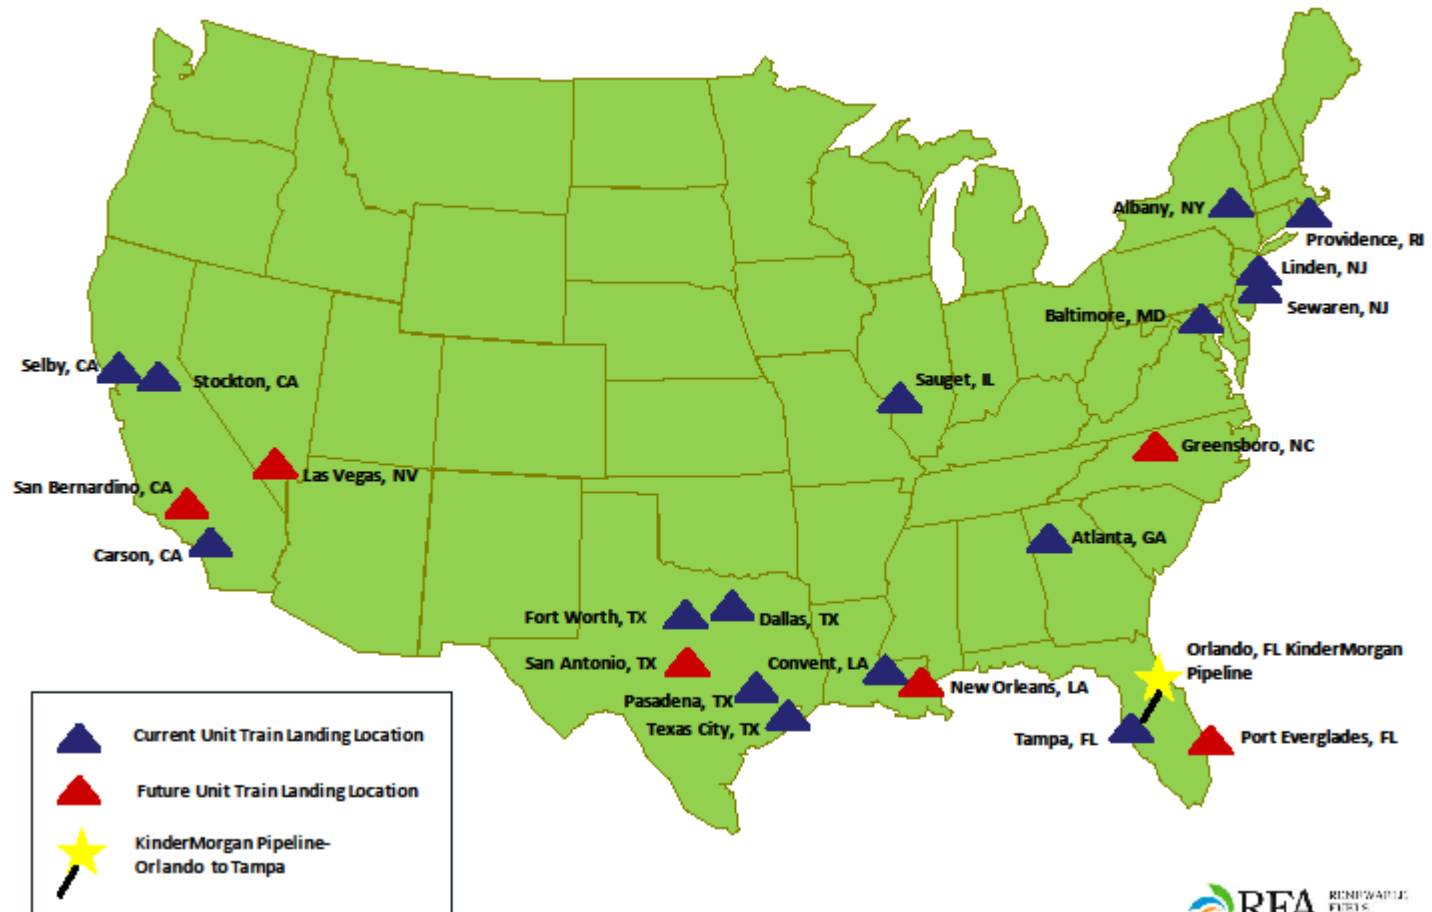 Albany, NY
Providence, RI
Linden, NJ
Sewaren, NJ
Baltimore, MD
Selby, CA
Stockton, CA
Sauget, IL
Greensboro, NC
Las Vegas, NV
San Bernardino, CA
Carson, CA
Atlanta, GA
Fort Worth, TX
Dallas, TX
San Antonio, TX
Convent, LA
Orlando, FL KinderMorgan
Pipeline
New Orleans, LA
Pasadena, TX
Texas City, TX
Tampa, FL
Port Everglades, FL
Current Unit Train Landing Location
Future Unit Train Landing Location
KinderMorgan Pipeline-
Orlando to Tampa
RFA
RENEWABLE
FUELS